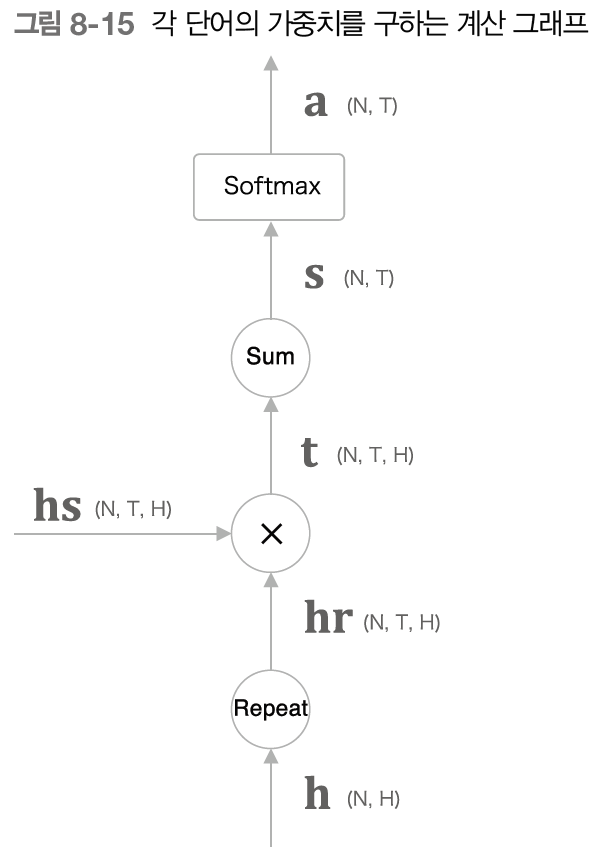 그림 8-15 각 단어의 가중치를 구하는 계산 그래프
a (N, T)
Softmax
s (N, T)
Sum
t (N, T, H)
hs (N, T, H)
×
hr (N, T, H)
Repeat
h (N, H)